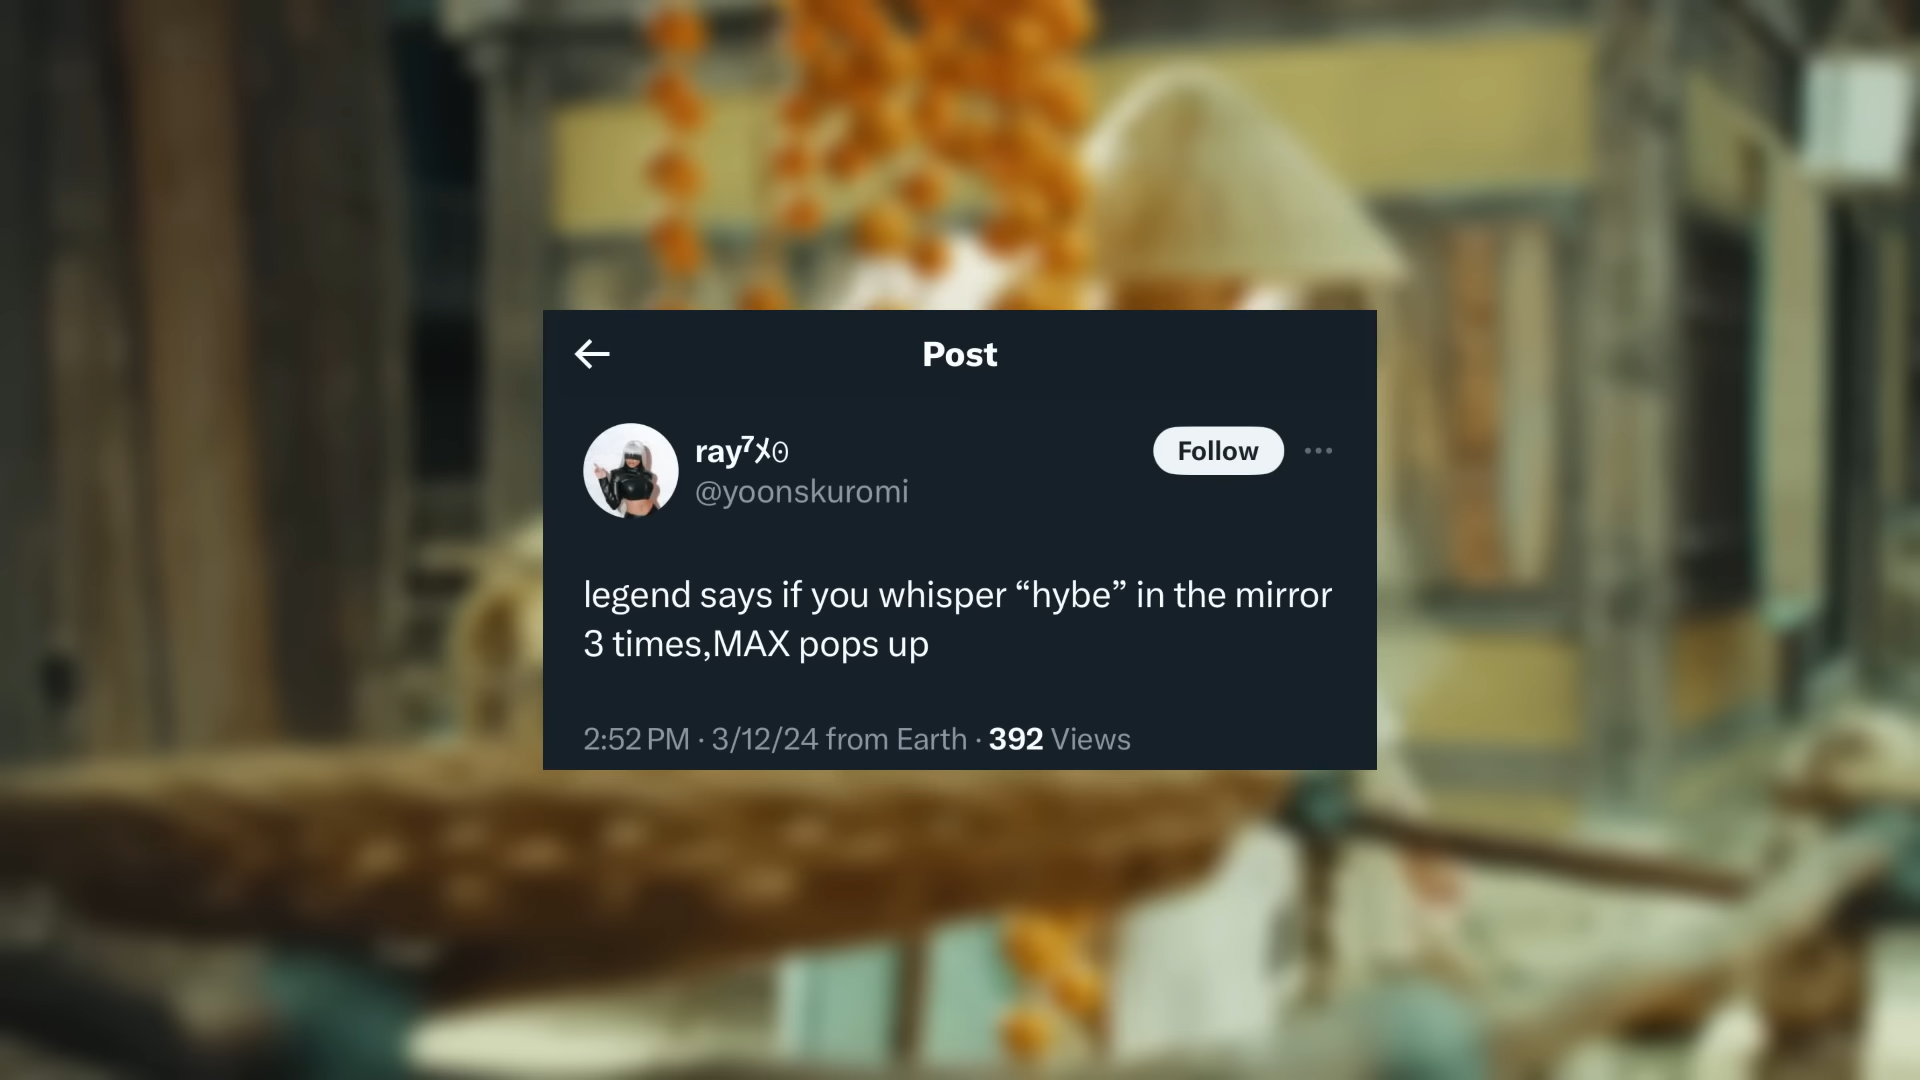 Post
ray⁷〤𖦹
@yoonskuromi
Follow
legend says if you whisper “hybe” in the mirror
3 times,MAX pops up
2:52 PM · 3/12/24 from Earth · 392 Views